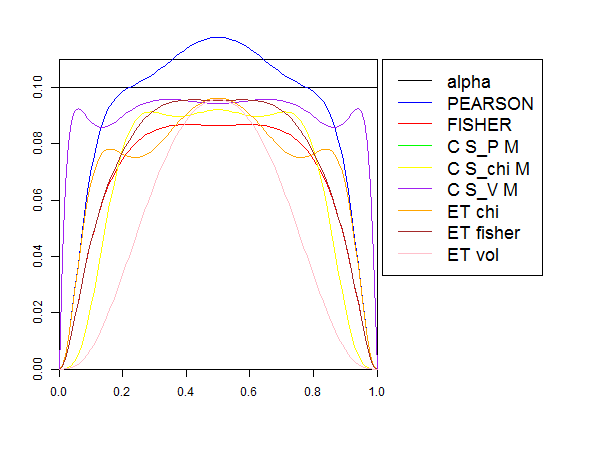 0.10
0.08
0.06
0.04
0.02
0.00
0.0 0.2 0.4 0.6 0.8 1.0
alpha
PEARSON
FISHER
C S_P M
C S_chi M
C S_V M
ET chi
ET fisher
ET vol